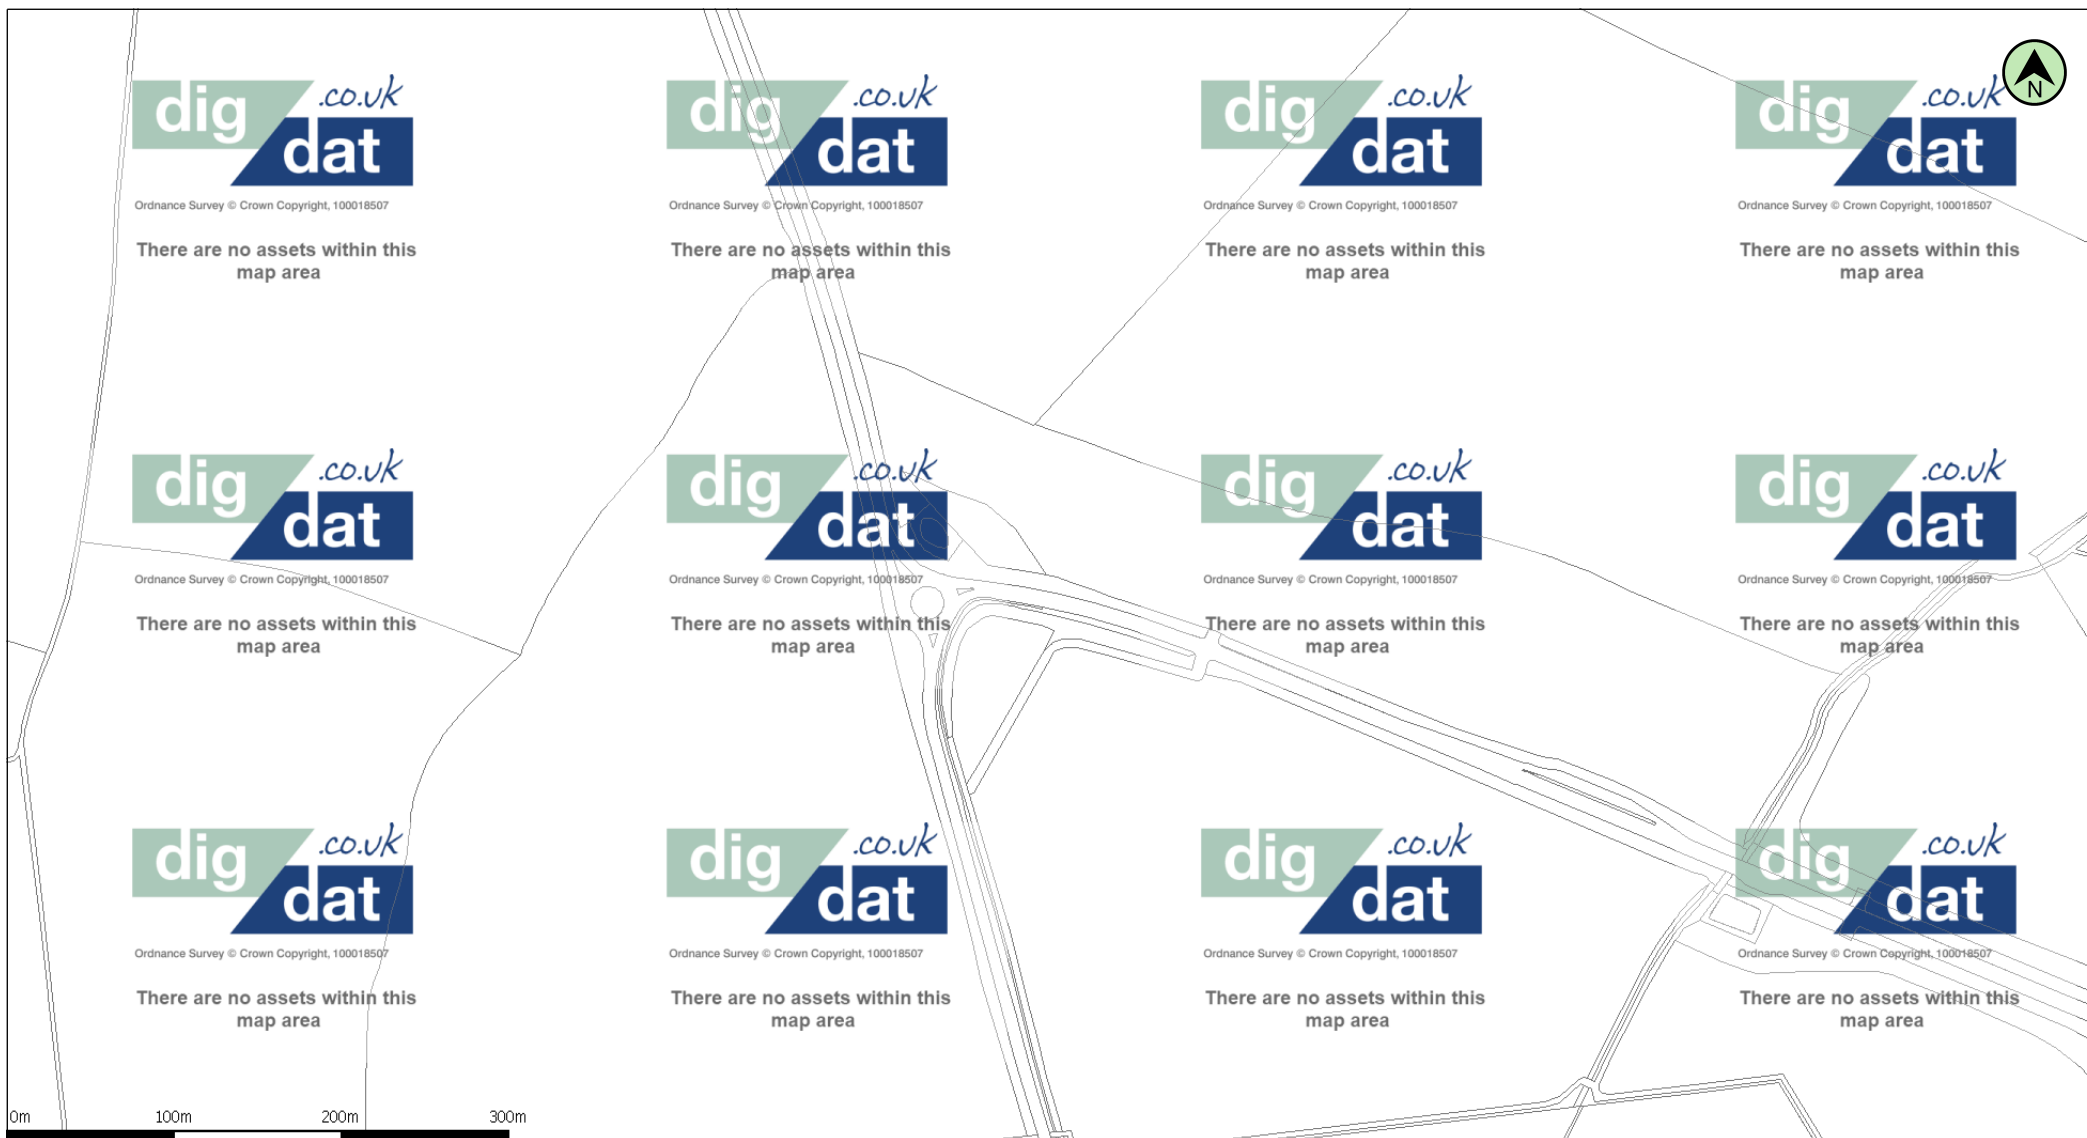 dig .co.uk dig .co.uk dig .co.uk dig .co.uk N
dat dat dat dat
Ordnance Survey © Crown Copyright, 100018507 Ordnance Survey © Crown Copyright, 100018507 Ordnance Survey © Crown Copyright, 100018507 Ordnance Survey © Crown Copyright, 100018507
There are no assets within this There are no assets within this There are no assets within this There are no assets within this
map area map area map area map area
dig .co.uk dig .co.uk dig .co.uk dig .co.uk
dat dat dat dat
Ordnance Survey © Crown Copyright, 100018507 Ordnance Survey © Crown Copyright, 100018507 Ordnance Survey © Crown Copyright, 100018507 Ordnance Survey © Crown Copyright, 100018507
There are no assets within this There are no assets within this There are no assets within this There are no assets within this
map area map area map area map area
dig .co.uk dig .co.uk dig .co.uk dig .co.uk
dat dat dat dat
Ordnance Survey © Crown Copyright, 100018507 Ordnance Survey © Crown Copyright, 100018507 Ordnance Survey © Crown Copyright, 100018507 Ordnance Survey © Crown Copyright, 100018507
There are no assets within this There are no assets within this There are no assets within this There are no assets within this
map area map area map area map area
0m 100m 200m 300m